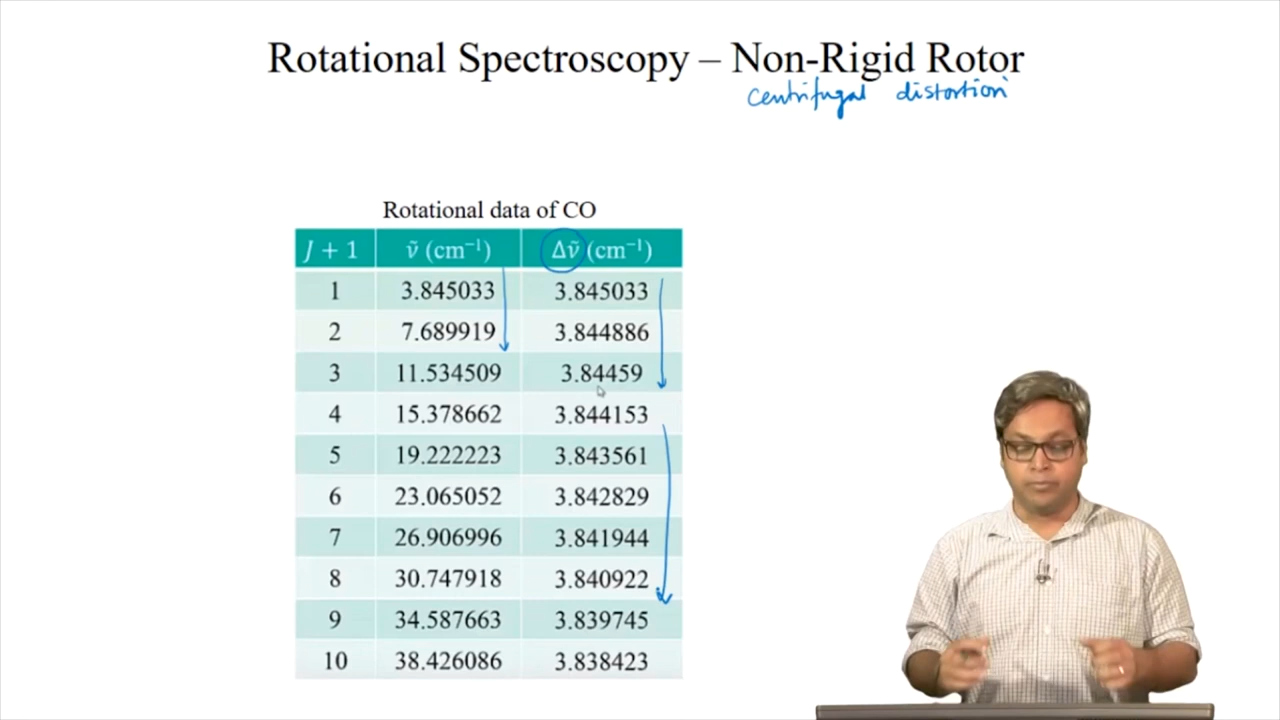 Rotational Spectroscopy – Non-Rigid Rotor
centrifugal distortion
Rotational data of CO
J + 1 ν̃ (cm⁻¹) Δν̃ (cm⁻¹)
1 3.845033 3.845033
2 7.689919 3.844886
3 11.534509 3.84459
4 15.378662 3.844153
5 19.222223 3.843561
6 23.065052 3.842829
7 26.906996 3.841944
8 30.747918 3.840922
9 34.587663 3.839745
10 38.426086 3.838423